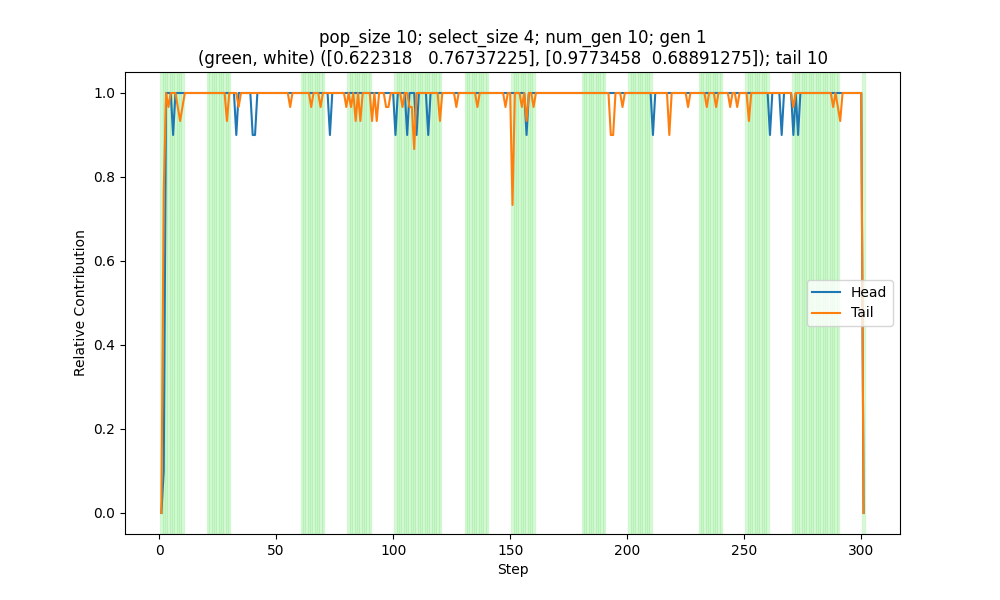 pop_size 10; select_size 4; num_gen 10; gen 1
(green, white) ([0.622318   0.76737225], [0.9773458  0.68891275]); tail 10
1.0
0.8
0.6
0.4
0.2
0.0
Relative Contribution
Head
Tail
0
50
100
150
200
250
300
Step